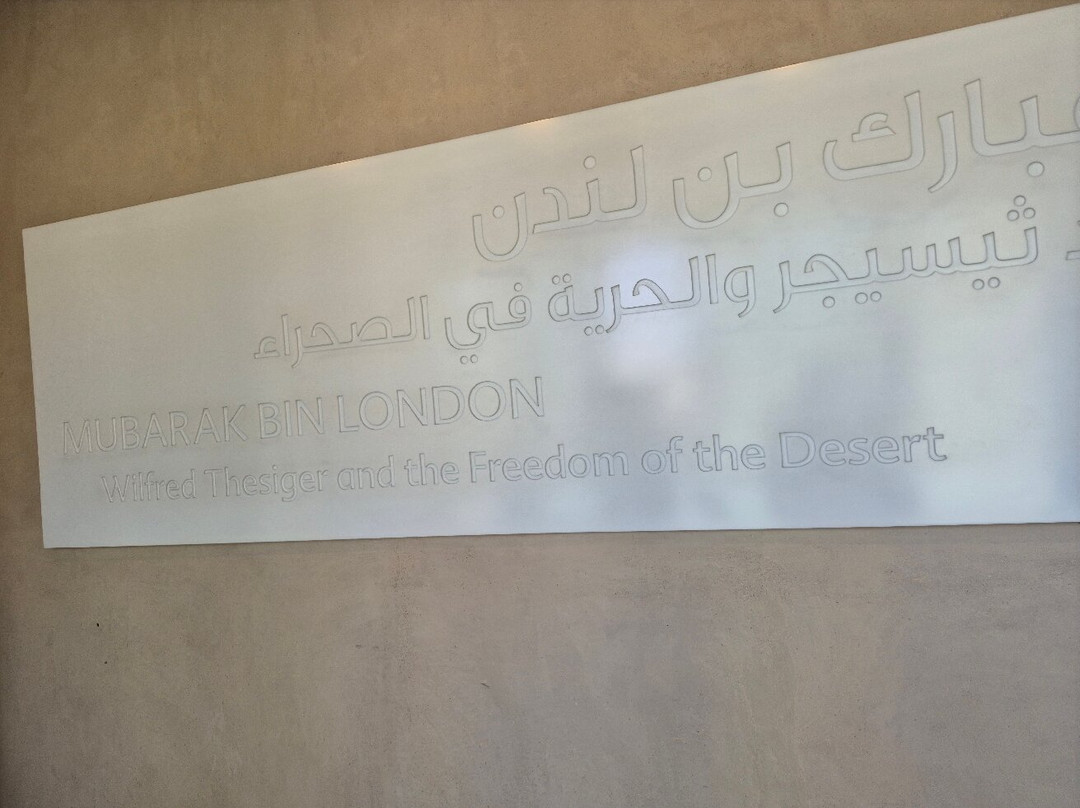 مبارك بن لندن
ثيسيجر والحرية في الصحراء
MUBARAK BIN LONDON
Wilfred Thesiger and the Freedom of the Desert